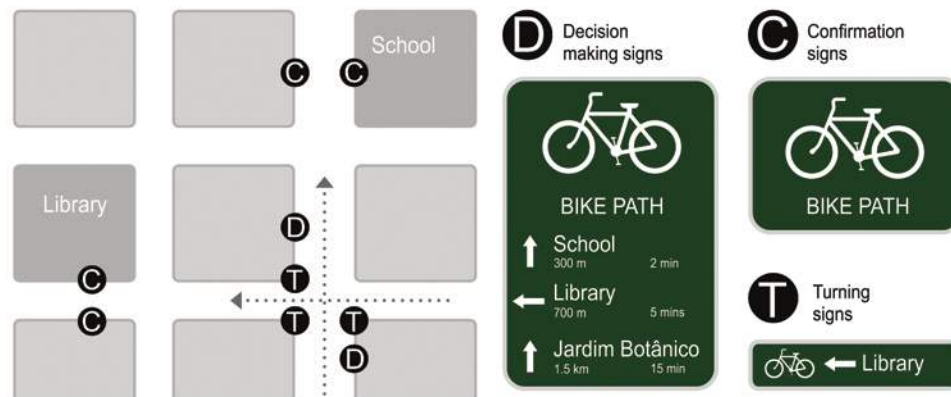 School
C
C
Library
D
T
C
C
T
T
D
D
Decision
making signs
BIKE PATH
School
300 m 2 min
Library
700 m 5 mins
Jardim Botânico
1.5 km 15 min
C
Confirmation
signs
BIKE PATH
T
Turning
signs
Library